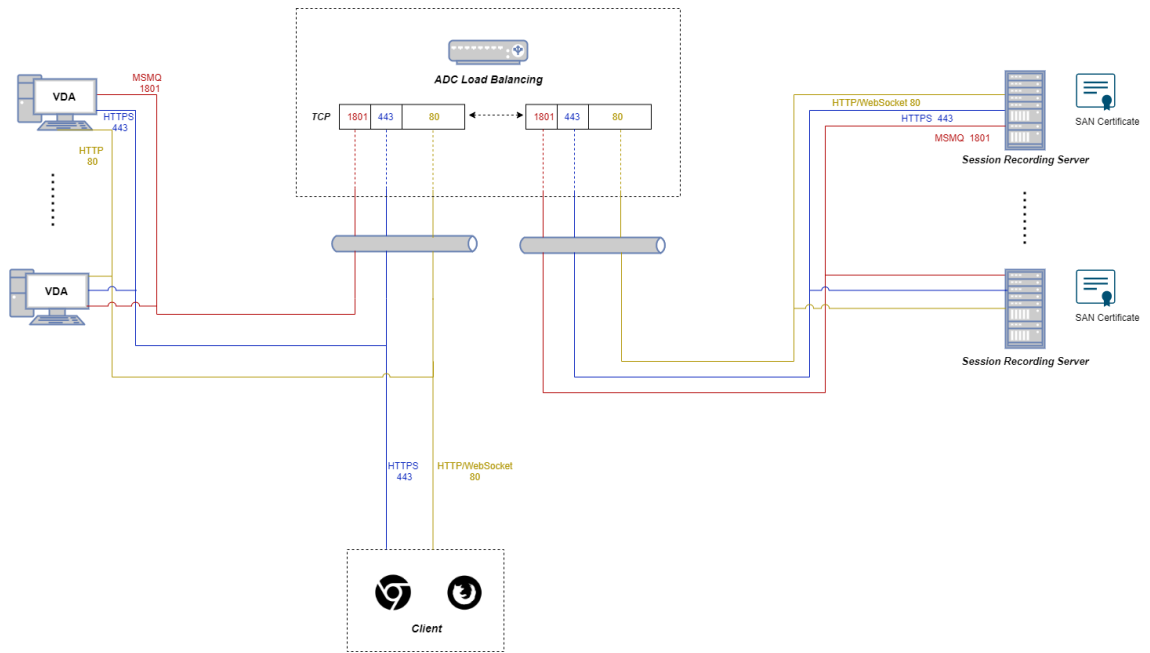 ADC Load Balancing
TCP
1801 443 80
1801 443 80
VDA
MSMQ
1801
HTTPS
443
HTTP
80
VDA
HTTP/WebSocket 80
HTTPS 443
MSMQ 1801
Session Recording Server
SAN Certificate
SAN Certificate
Session Recording Server
HTTPS
443
HTTP/WebSocket
80
Client